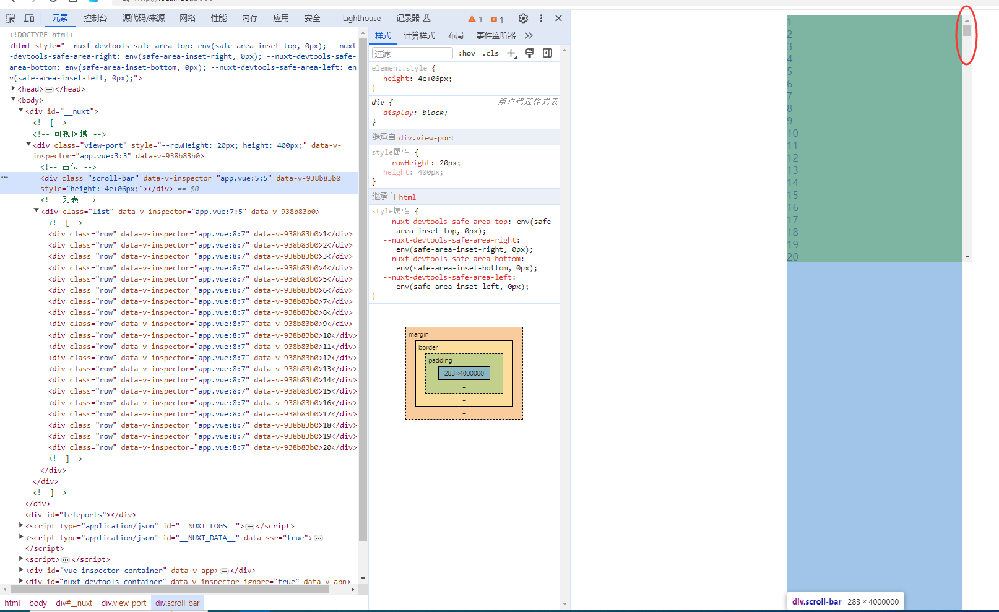 元素 控制台 源代码/来源 网络 性能 内存 应用 安全 Lighthouse 记录器 1 1
<!DOCTYPE html>
<html style="--nuxt-devtools-safe-area-top: env(safe-area-inset-top, 0px); --nuxt
-devtools-safe-area-right: env(safe-area-inset-right, 0px); --nuxt-devtools-safe-
area-bottom: env(safe-area-inset-bottom, 0px); --nuxt-devtools-safe-area-left: en
v(safe-area-inset-left, 0px);">
<head>…</head>
<body>
<div id="__nuxt">
<!--[-->
<!-- 可视区域 -->
<div class="view-port" style="--rowHeight: 20px; height: 400px;" data-v-
inspector="app.vue:3:3" data-v-938b83b0>
<!-- 占位 -->
<div class="scroll-bar" data-v-inspector="app.vue:5:5" data-v-938b83b0
style="height: 4e+06px;"></div> == $0
<!-- 列表 -->
<div class="list" data-v-inspector="app.vue:7:5" data-v-938b83b0>
<!--[-->
<div class="row" data-v-inspector="app.vue:8:7" data-v-938b83b0>1</div>
<div class="row" data-v-inspector="app.vue:8:7" data-v-938b83b0>2</div>
<div class="row" data-v-inspector="app.vue:8:7" data-v-938b83b0>3</div>
<div class="row" data-v-inspector="app.vue:8:7" data-v-938b83b0>4</div>
<div class="row" data-v-inspector="app.vue:8:7" data-v-938b83b0>5</div>
<div class="row" data-v-inspector="app.vue:8:7" data-v-938b83b0>6</div>
<div class="row" data-v-inspector="app.vue:8:7" data-v-938b83b0>7</div>
<div class="row" data-v-inspector="app.vue:8:7" data-v-938b83b0>8</div>
<div class="row" data-v-inspector="app.vue:8:7" data-v-938b83b0>9</div>
<div class="row" data-v-inspector="app.vue:8:7" data-v-938b83b0>10</div>
<div class="row" data-v-inspector="app.vue:8:7" data-v-938b83b0>11</div>
<div class="row" data-v-inspector="app.vue:8:7" data-v-938b83b0>12</div>
<div class="row" data-v-inspector="app.vue:8:7" data-v-938b83b0>13</div>
<div class="row" data-v-inspector="app.vue:8:7" data-v-938b83b0>14</div>
<div class="row" data-v-inspector="app.vue:8:7" data-v-938b83b0>15</div>
<div class="row" data-v-inspector="app.vue:8:7" data-v-938b83b0>16</div>
<div class="row" data-v-inspector="app.vue:8:7" data-v-938b83b0>17</div>
<div class="row" data-v-inspector="app.vue:8:7" data-v-938b83b0>18</div>
<div class="row" data-v-inspector="app.vue:8:7" data-v-938b83b0>19</div>
<div class="row" data-v-inspector="app.vue:8:7" data-v-938b83b0>20</div>
<!--]-->
</div>
</div>
<!--]-->
</div>
<div id="teleports"></div>
<script type="application/json" id="__NUXT_LOGS__">…</script>
<script type="application/json" id="__NUXT_DATA__" data-ssr="true">…
</script>
<script>…</script>
<div id="vue-inspector-container" data-v-app>…</div>
<div id="nuxt-devtools-container" data-v-inspector-ignore="true" data-v-app>
html body div#__nuxt div.view-port div.scroll-bar
样式 计算样式 布局 事件监听器
过滤 :hov .cls
element.style {
height: 4e+06px;
}
div { 用户代理样式表
display: block;
}
继承自 div.view-port
style属性 {
--rowHeight: 20px;
height: 400px;
}
继承自 html
style属性 {
--nuxt-devtools-safe-area-top: env(safe-
area-inset-top, 0px);
--nuxt-devtools-safe-area-right:
env(safe-area-inset-right, 0px);
--nuxt-devtools-safe-area-bottom:
env(safe-area-inset-bottom, 0px);
--nuxt-devtools-safe-area-left:
env(safe-area-inset-left, 0px);
}
margin –
border –
padding –
– – – 283×4000000 – – –
–
–
–
1
2
3
4
5
6
7
8
9
10
11
12
13
14
15
16
17
18
19
20
div.scroll-bar 283 × 4000000